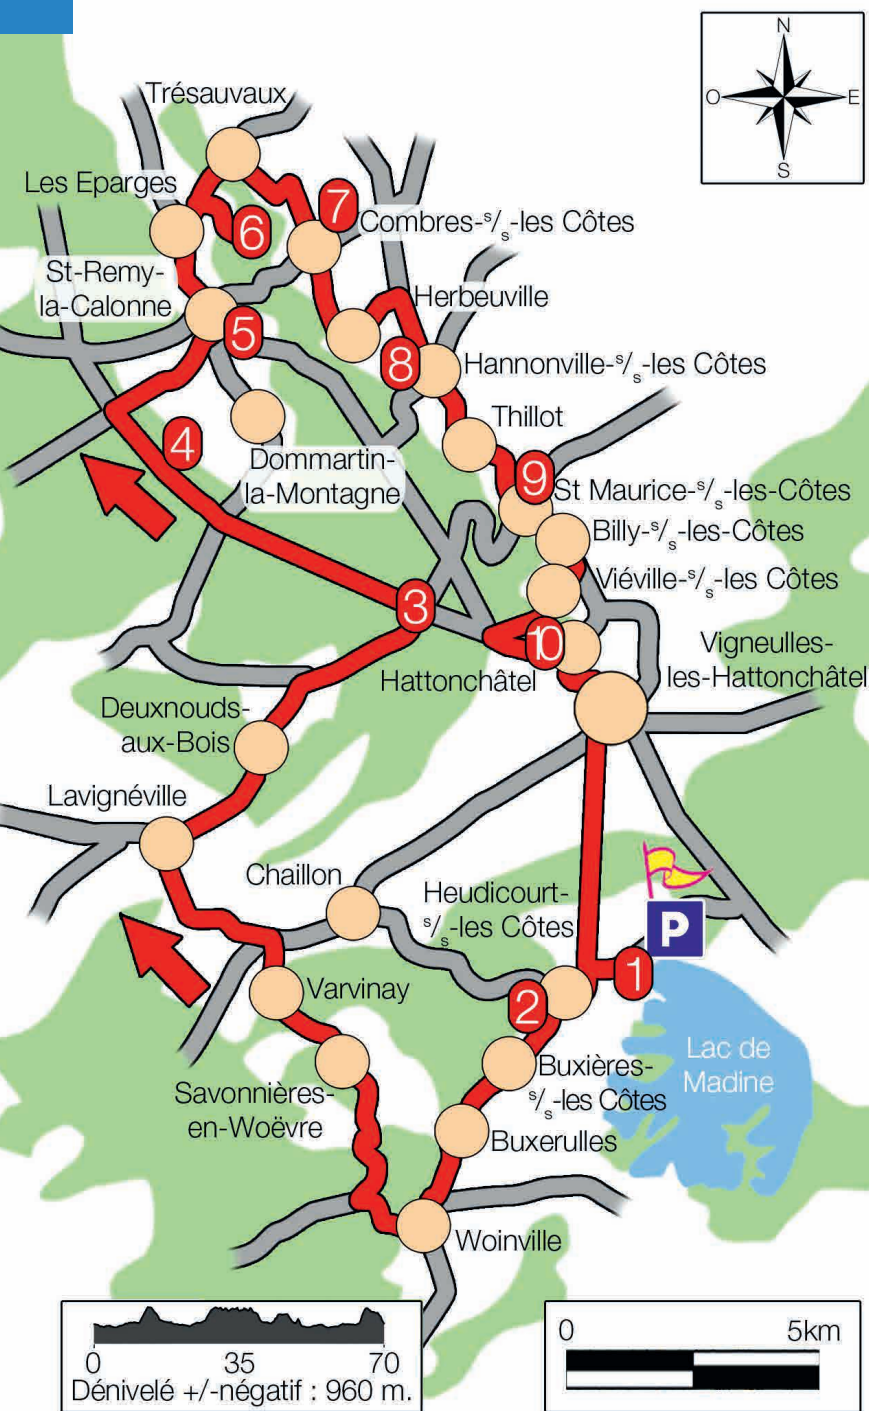 N
O
E
S
Trésauvaux
Les Eparges
7
6
Combres-s/s-les Côtes
St-Remy-
la-Calonne
Herbeuville
5
8
Hannonville-s/s-les Côtes
Thillot
4
Dommartin-
la-Montagne
9
St Maurice-s/s-les-Côtes
Billy-s/s-les-Côtes
Viéville-s/s-les Côtes
3
10
Vigneulles-
les-Hattonchâtel
Hattonchâtel
Deuxnouds-
aux-Bois
Lavignéville
Chaillon
Heudicourt-
s/s-les Côtes
P
1
Varvinay
2
Lac de
Madine
Buxières-
s/s-les Côtes
Savonnières-
en-Woëvre
Buxerulles
Woinville
0 35 70
Dénivelé +/-négatif : 960 m.
0 5km